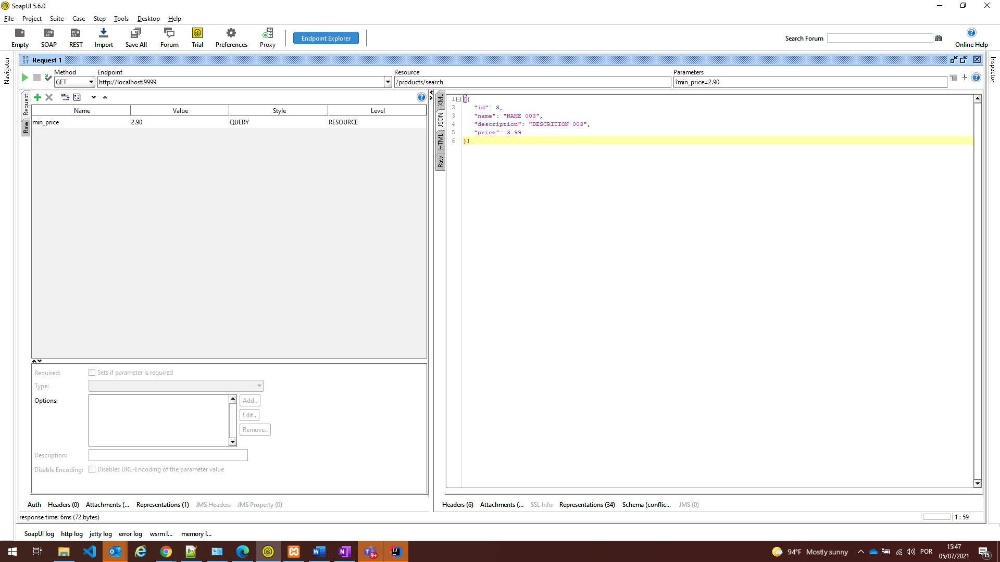 SoapUI 5.6.0
File Project Suite Case Step Tools Desktop Help
Empty SOAP REST Import Save All Forum Trial Preferences Proxy Endpoint Explorer Search Forum Online Help
Navigator
Inspector
Request 1
Method Endpoint Resource Parameters
GET http://localhost:9999 /products/search ?min_price=2.90
Request
Raw
Name Value Style Level
min_price 2.90 QUERY RESOURCE
Required: Sets if parameter is required
Type:
Options: Add..
Edit..
Remove..
Description:
Disable Encoding: Disables URL-Encoding of the parameter value
Auth Headers (0) Attachments (... Representations (1) JMS Headers JMS Property (0)
XML
JSON
HTML
Raw
1 [{
2 "id": 3,
3 "name": "NAME 003",
4 "description": "DESCRITION 003",
5 "price": 3.99
6 }]
Headers (6) Attachments (... SSL Info Representations (34) Schema (conflic... JMS (0)
response time: 6ms (72 bytes) 1 : 59
SoapUI log http log jetty log error log wsrm l... memory l...
94°F Mostly sunny POR 15:47
05/07/2021 15